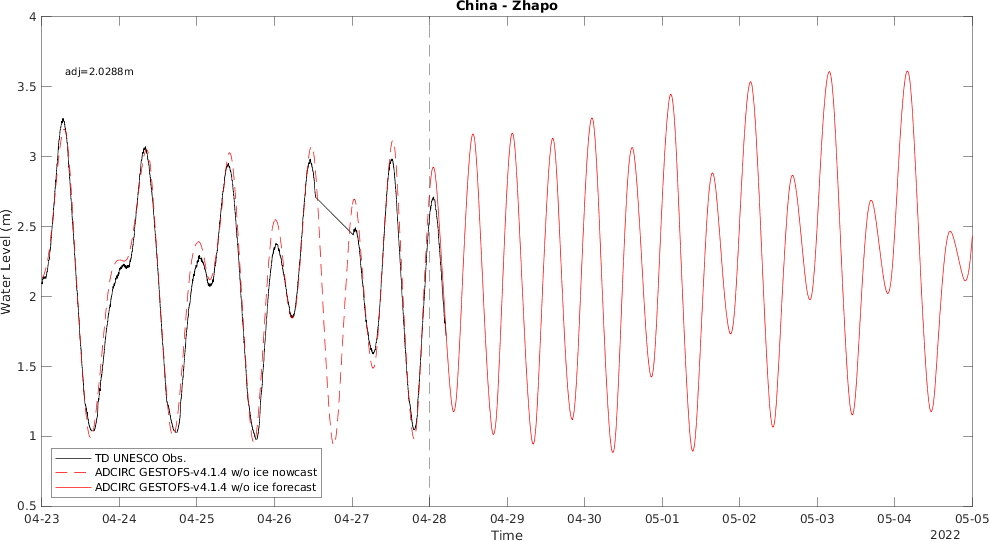 China - Zhapo
adj=2.0288m
4
3.5
3
2.5
2
1.5
1
0.5
Water Level (m)
TD UNESCO Obs.
ADCIRC GESTOFS-v4.1.4 w/o ice nowcast
ADCIRC GESTOFS-v4.1.4 w/o ice forecast
04-23 04-24 04-25 04-26 04-27 04-28 04-29 04-30 05-01 05-02 05-03 05-04 05-05
Time
2022